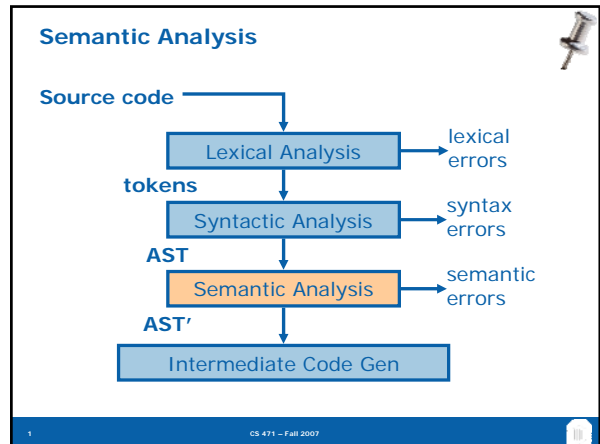 Semantic Analysis
Source code
Lexical Analysis
lexical
errors
tokens
Syntactic Analysis
syntax
errors
AST
Semantic Analysis
semantic
errors
AST'
Intermediate Code Gen
1
CS 471 – Fall 2007